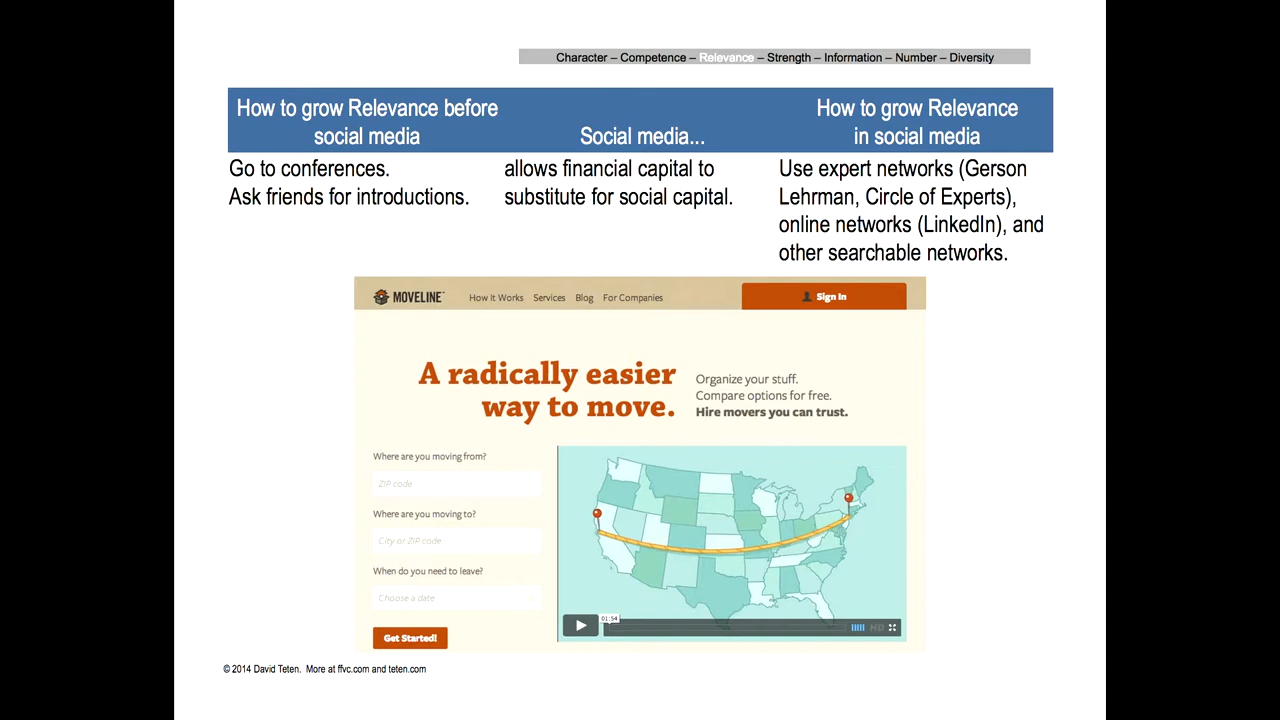 Character – Competence – Relevance – Strength – Information – Number – Diversity
How to grow Relevance before
social media
Social media...
How to grow Relevance
in social media
Go to conferences.
Ask friends for introductions.
allows financial capital to
substitute for social capital.
Use expert networks (Gerson
Lehrman, Circle of Experts),
online networks (LinkedIn), and
other searchable networks.
MOVELINE™ How It Works Services Blog For Companies Sign In
A radically easier
way to move.
Organize your stuff.
Compare options for free.
Hire movers you can trust.
Where are you moving from?
ZIP code
Where are you moving to?
City or ZIP code
When do you need to leave?
Choose a date
Get Started!
01:54
HD
© 2014 David Teten. More at ffvc.com and teten.com